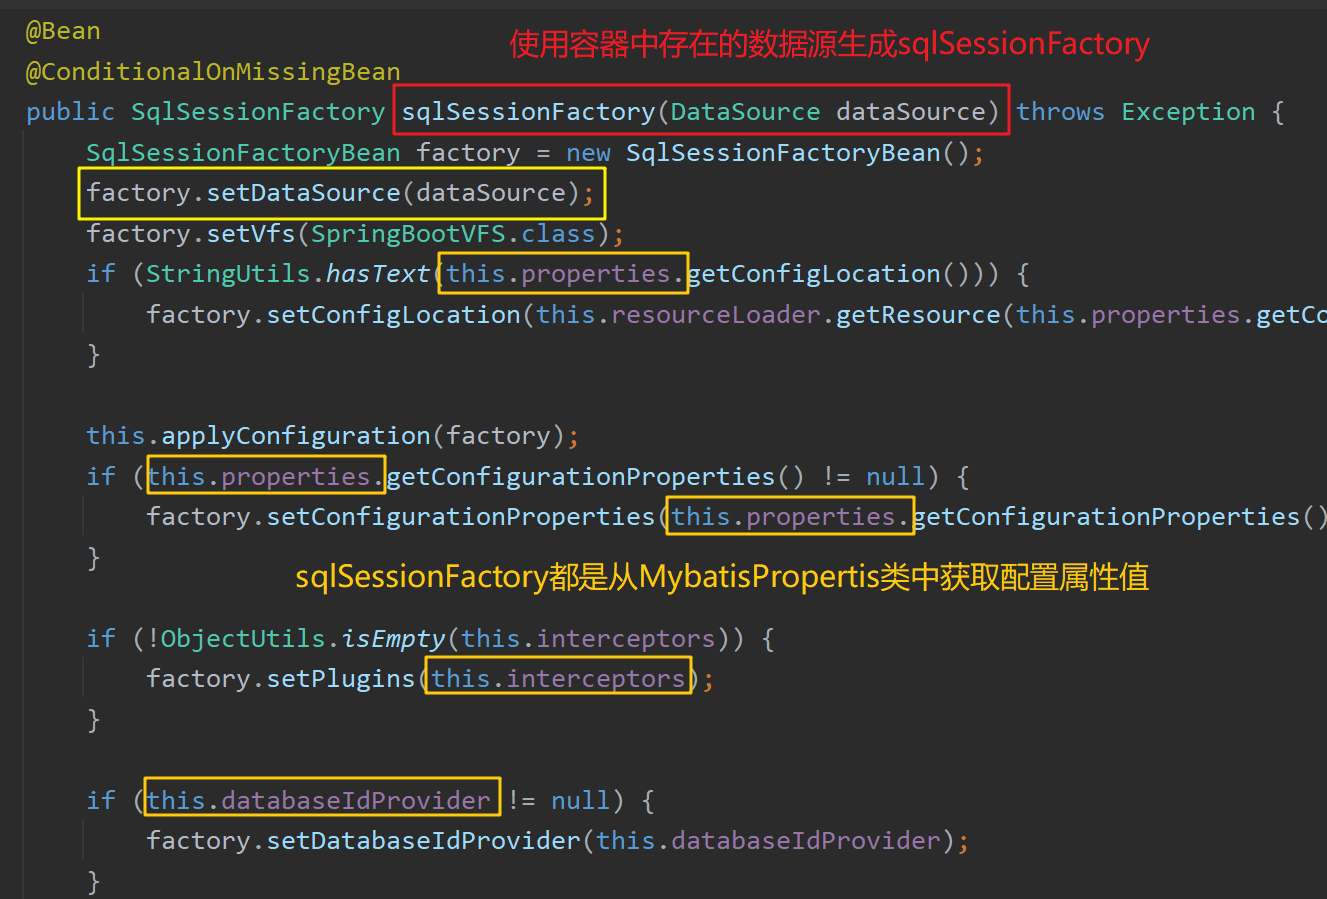 @Bean
使用容器中存在的数据源生成sqlSessionFactory
@ConditionalOnMissingBean
public SqlSessionFactory sqlSessionFactory(DataSource dataSource) throws Exception {
SqlSessionFactoryBean factory = new SqlSessionFactoryBean();
factory.setDataSource(dataSource);
factory.setVfs(SpringBootVFS.class);
if (StringUtils.hasText(this.properties.getConfigLocation())) {
factory.setConfigLocation(this.resourceLoader.getResource(this.properties.getCo
}
this.applyConfiguration(factory);
if (this.properties.getConfigurationProperties() != null) {
factory.setConfigurationProperties(this.properties.getConfigurationProperties()
}
sqlSessionFactory都是从MybatisPropertis类中获取配置属性值
if (!ObjectUtils.isEmpty(this.interceptors)) {
factory.setPlugins(this.interceptors);
}
if (this.databaseIdProvider != null) {
factory.setDatabaseIdProvider(this.databaseIdProvider);
}